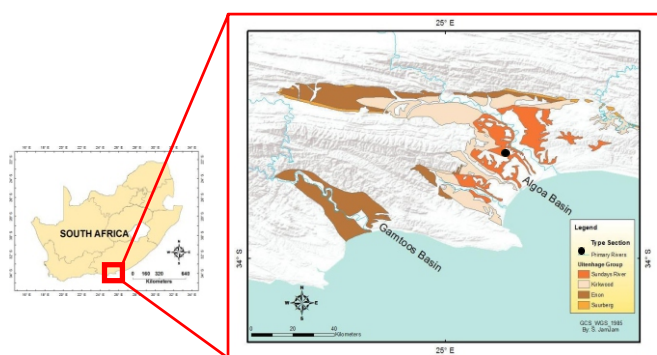 25° E
SOUTH AFRICA
0 160 320 640
Kilometers
Algoa Basin
Gamtoos Basin
34° S
34° S
Legend
Type Section
Primary Rivers
Uitenhage Group
Sundays River
Kirkwood
Enon
Suurberg
GCS_WGS_1985
By: S. JamJam
N
W E
S
0 10 20 40
Kilometers
25° E